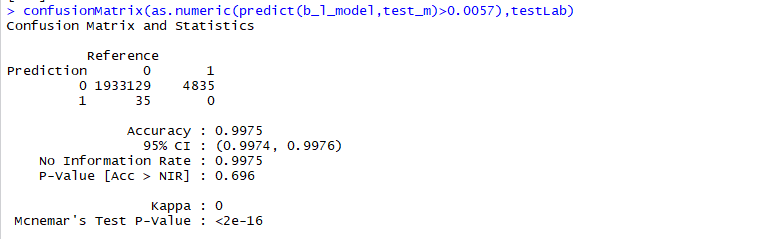 > confusionMatrix(as.numeric(predict(b_l_model,test_m)>0.0057),testLab)
Confusion Matrix and Statistics
Reference
Prediction 0 1
0 1933129 4835
1 35 0
Accuracy : 0.9975
95% CI : (0.9974, 0.9976)
No Information Rate : 0.9975
P-Value [Acc > NIR] : 0.696
Kappa : 0
Mcnemar's Test P-Value : <2e-16